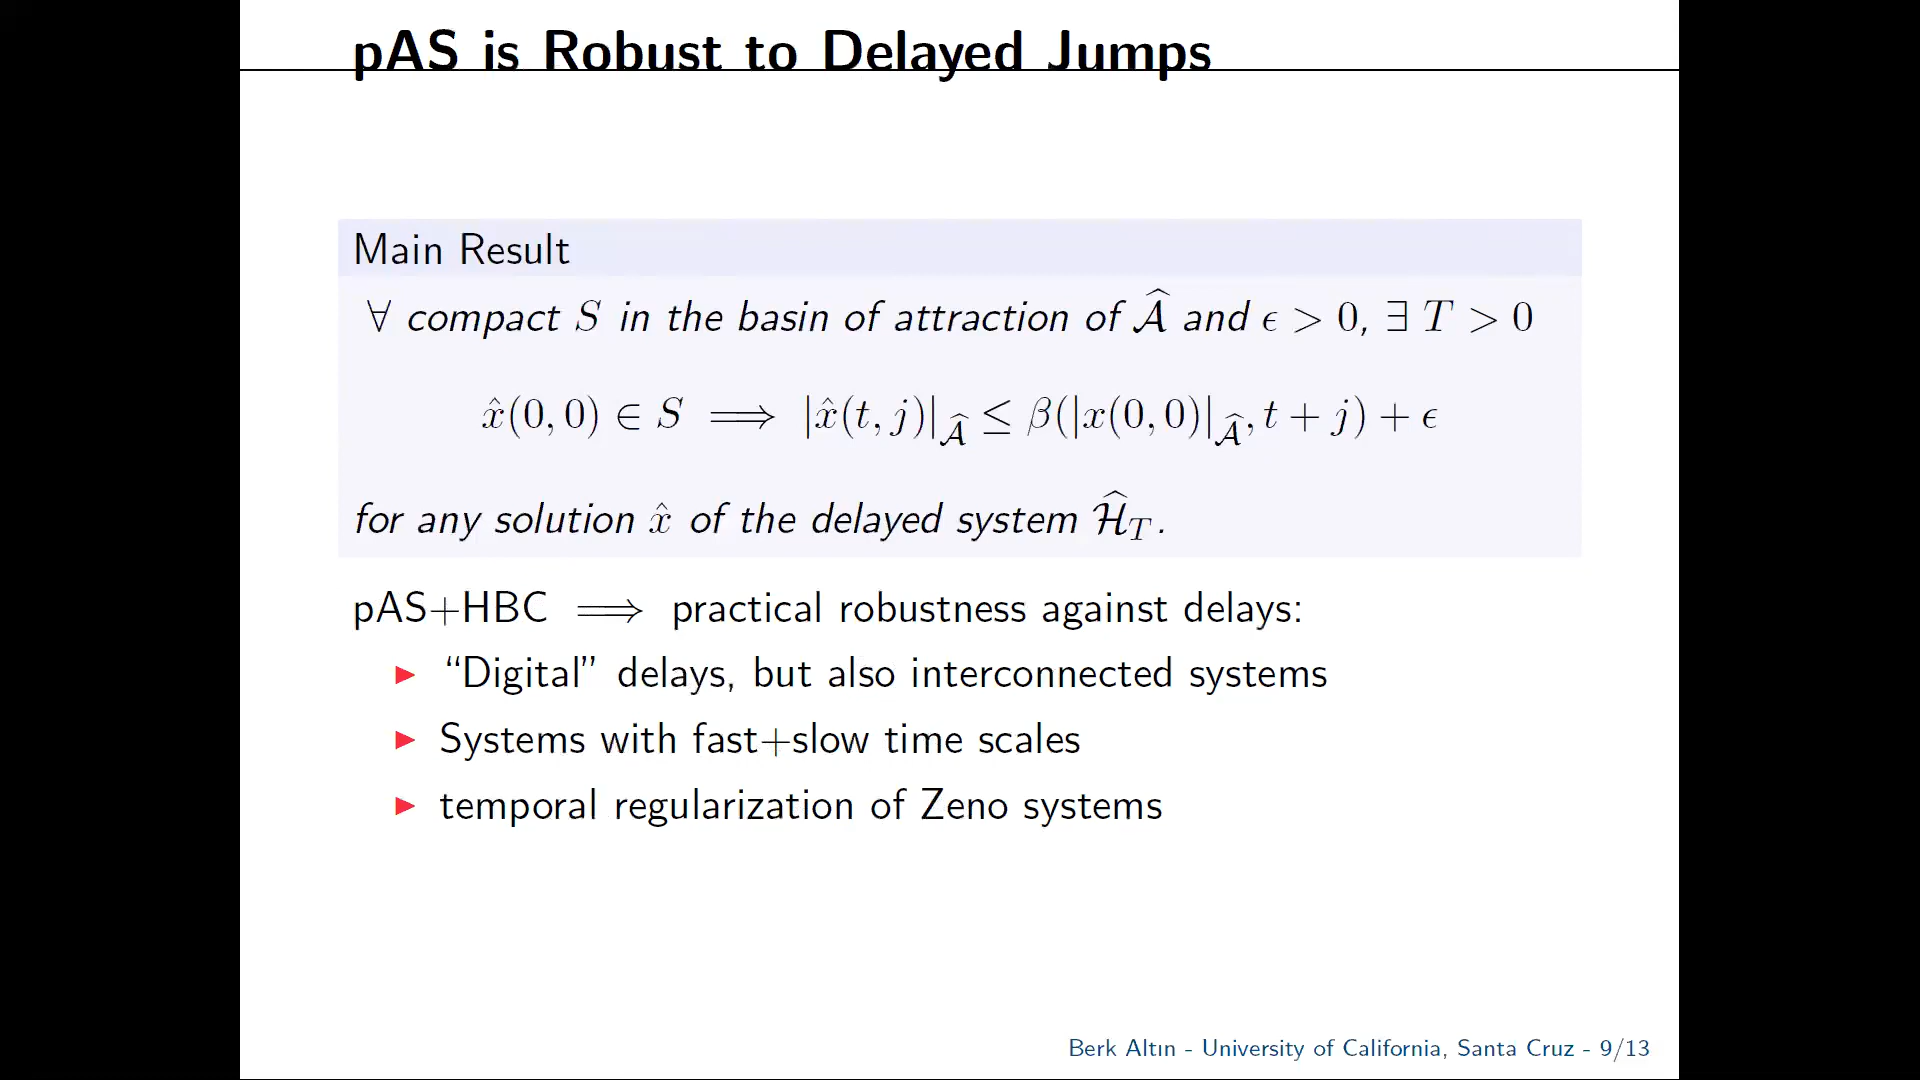 pAS is Robust to Delayed Jumps
Main Result
∀ compact S in the basin of attraction of 𝒜̂ and ϵ > 0, ∃ T > 0
x̂(0, 0) ∈ S ⟹ |x̂(t, j)|_𝒜̂ ≤ β(|x(0, 0)|_𝒜̂, t + j) + ϵ
for any solution x̂ of the delayed system ℋ̂_T.
pAS+HBC ⟹ practical robustness against delays:
▶ “Digital” delays, but also interconnected systems
▶ Systems with fast+slow time scales
▶ temporal regularization of Zeno systems
Berk Altın - University of California, Santa Cruz - 9/13